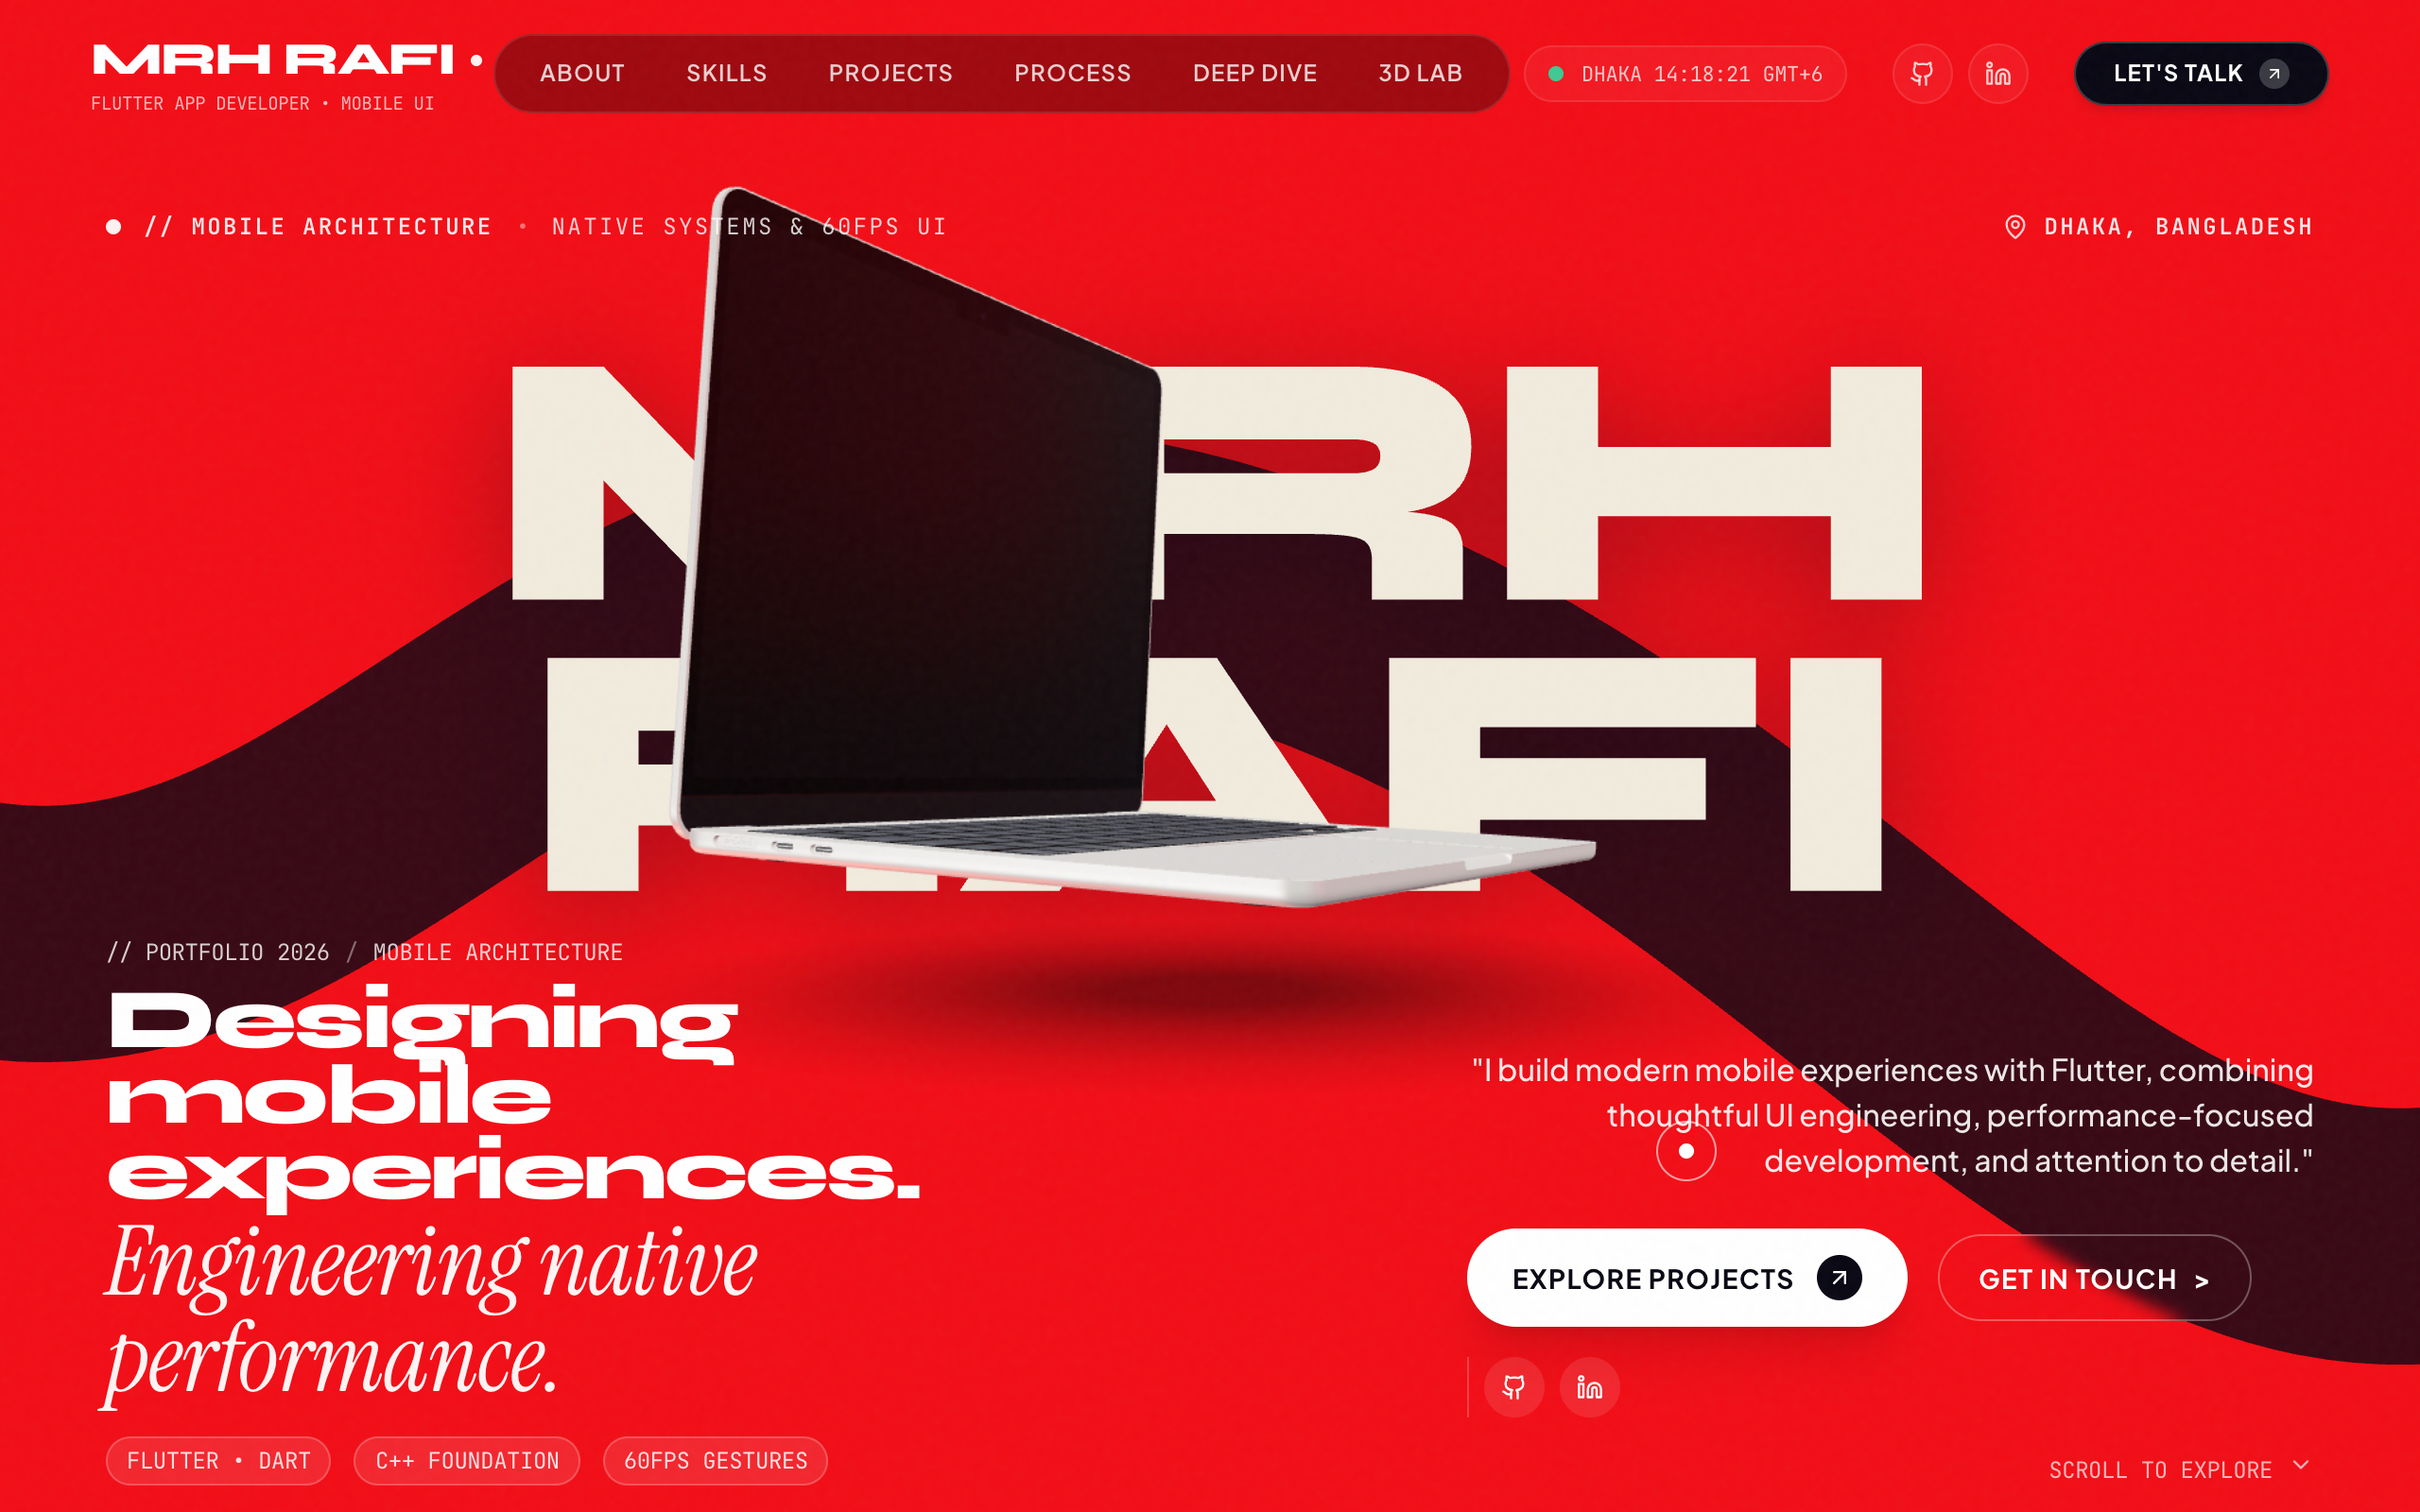 MRH RAFI •
FLUTTER APP DEVELOPER • MOBILE UI
ABOUT SKILLS PROJECTS PROCESS DEEP DIVE 3D LAB
DHAKA 14:18:21 GMT+6
LET'S TALK
// MOBILE ARCHITECTURE • NATIVE SYSTEMS & 60FPS UI
DHAKA, BANGLADESH
MRH
RAFI
// PORTFOLIO 2026 / MOBILE ARCHITECTURE
Designing
mobile
experiences.
Engineering native
performance.
FLUTTER • DART
C++ FOUNDATION
60FPS GESTURES
"I build modern mobile experiences with Flutter, combining
thoughtful UI engineering, performance-focused
development, and attention to detail."
EXPLORE PROJECTS
GET IN TOUCH >
SCROLL TO EXPLORE